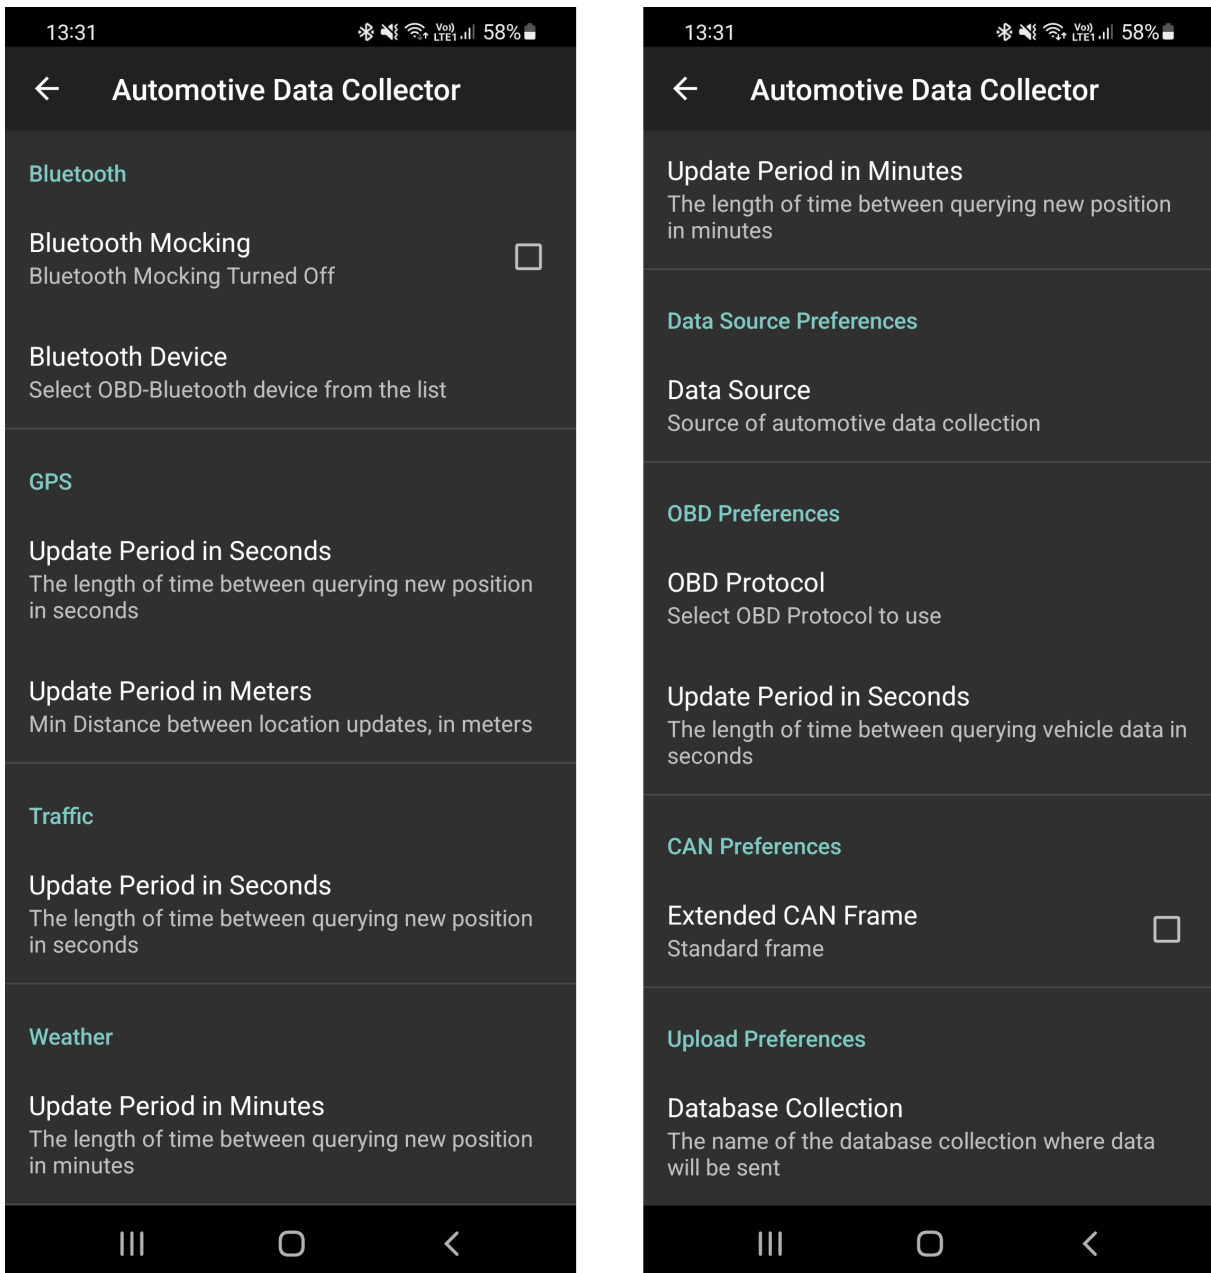 13:31
Vo))
LTE1
58%
Automotive Data Collector
Bluetooth
Bluetooth Mocking
Bluetooth Mocking Turned Off
Bluetooth Device
Select OBD-Bluetooth device from the list
GPS
Update Period in Seconds
The length of time between querying new position
in seconds
Update Period in Meters
Min Distance between location updates, in meters
Traffic
Update Period in Seconds
The length of time between querying new position
in seconds
Weather
Update Period in Minutes
The length of time between querying new position
in minutes
13:31
Vo))
LTE1
58%
Automotive Data Collector
Update Period in Minutes
The length of time between querying new position
in minutes
Data Source Preferences
Data Source
Source of automotive data collection
OBD Preferences
OBD Protocol
Select OBD Protocol to use
Update Period in Seconds
The length of time between querying vehicle data in
seconds
CAN Preferences
Extended CAN Frame
Standard frame
Upload Preferences
Database Collection
The name of the database collection where data
will be sent